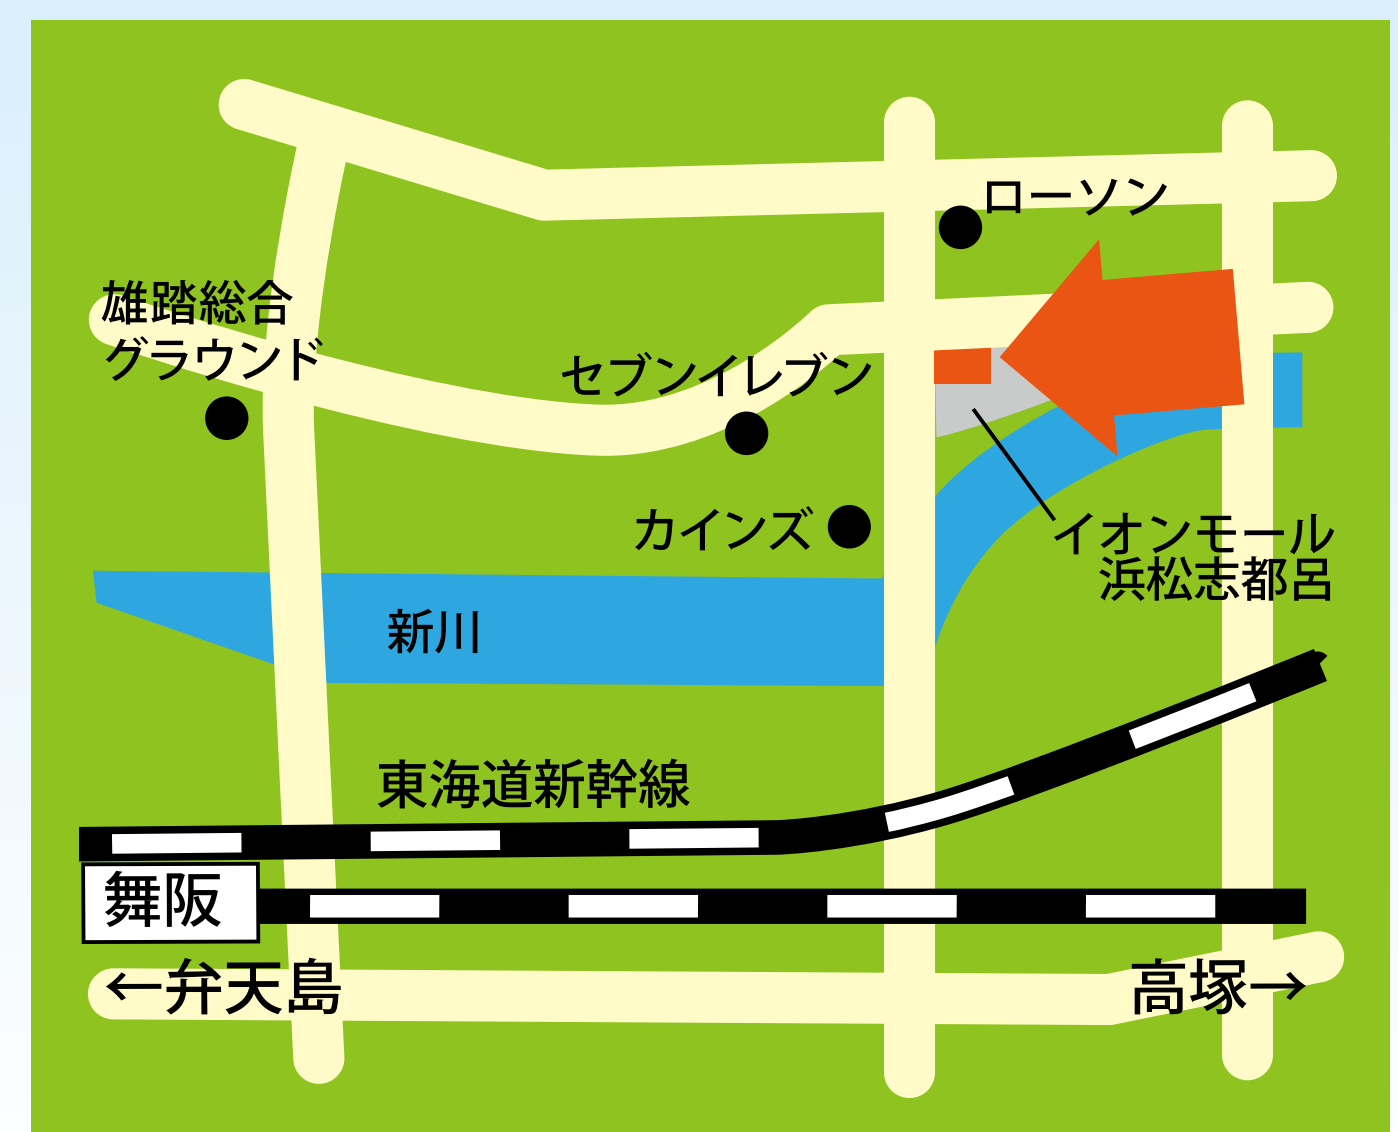 ローソン
雄踏総合
グラウンド
セブンイレブン
カインズ
イオンモール
浜松志都呂
新川
東海道新幹線
舞阪
←弁天島
高塚→